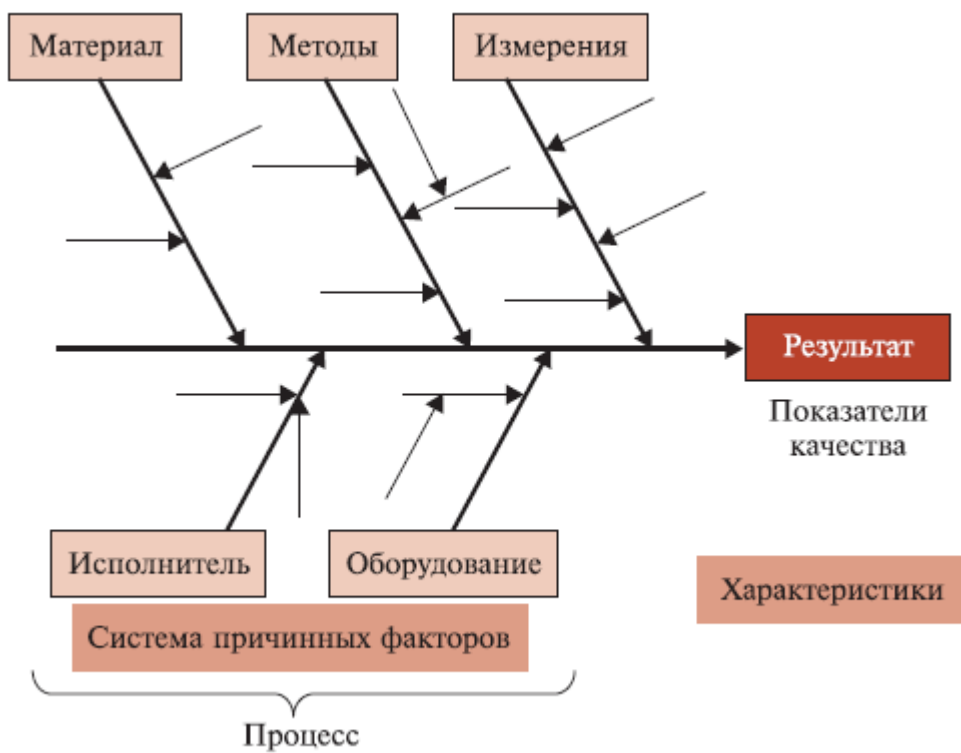 Материал
Методы
Измерения
Результат
Показатели
качества
Исполнитель
Оборудование
Характеристики
Система причинных факторов
Процесс